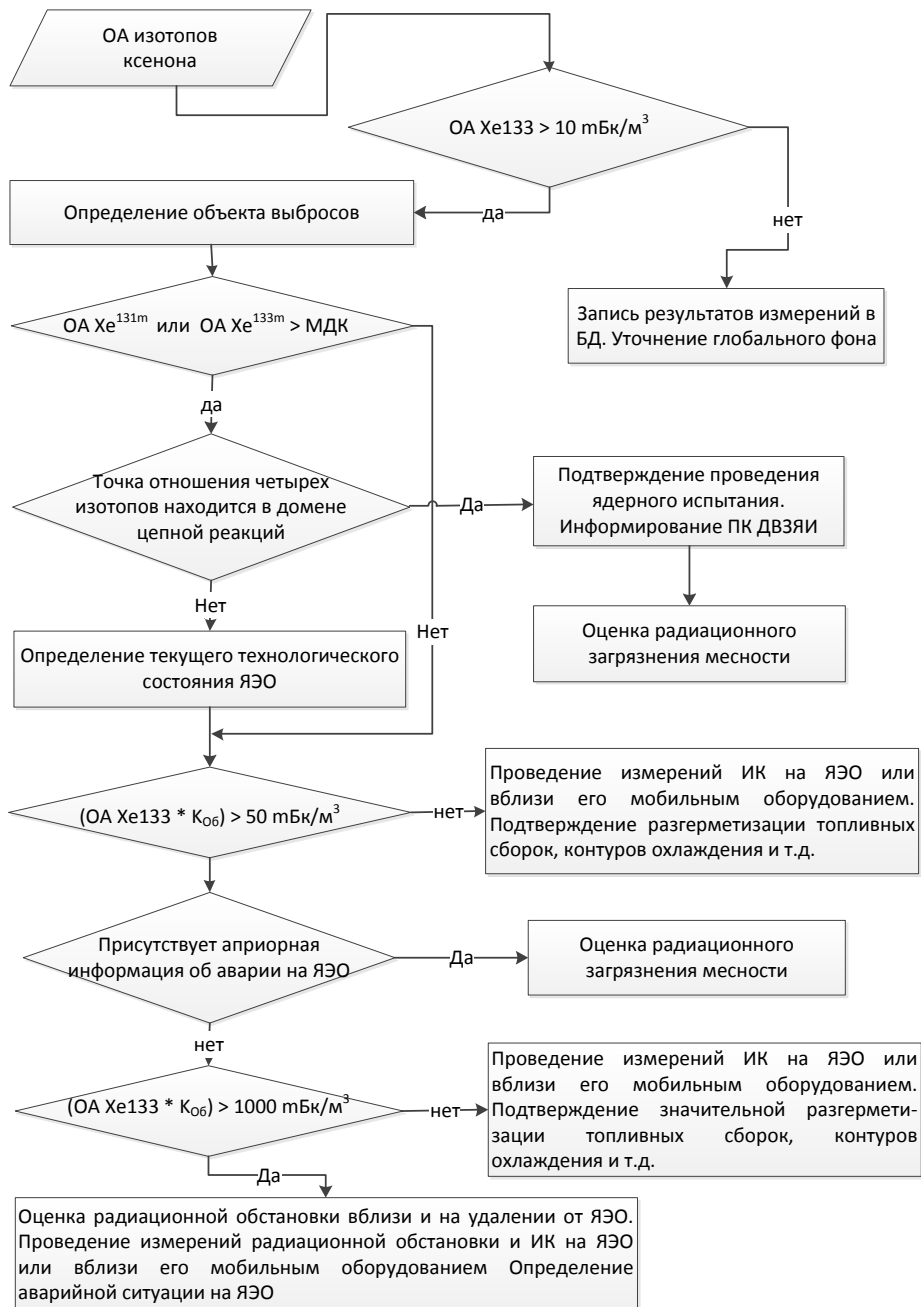 ОА изотопов
ксенона
ОА Xe133 > 10 mБк/м³
да
нет
Определение объекта выбросов
Запись результатов измерений в
БД. Уточнение глобального фона
ОА Xe¹³¹ᵐ или ОА Xe¹³³ᵐ > МДК
да
Точка отношения четырех
изотопов находится в домене
цепной реакций
Да
Подтверждение проведения
ядерного испытания.
Информирование ПК ДВЗЯИ
Нет
Нет
Оценка радиационного
загрязнения месности
Определение текущего технологического
состояния ЯЭО
(ОА Xe133 * Kоб) > 50 mБк/м³
нет
Проведение измерений ИК на ЯЭО или
вблизи его мобильным оборудованием.
Подтверждение разгерметизации топливных
сборок, контуров охлаждения и т.д.
Присутствует априорная
информация об аварии на ЯЭО
Да
Оценка радиационного
загрязнения месности
нет
(ОА Xe133 * Kоб) > 1000 mБк/м³
нет
Проведение измерений ИК на ЯЭО или
вблизи его мобильным оборудованием.
Подтверждение значительной разгермети-
зации топливных сборок, контуров
охлаждения и т.д.
Да
Оценка радиационной обстановки вблизи и на удалении от ЯЭО.
Проведение измерений радиационной обстановки и ИК на ЯЭО
или вблизи его мобильным оборудованием Определение
аварийной ситуации на ЯЭО